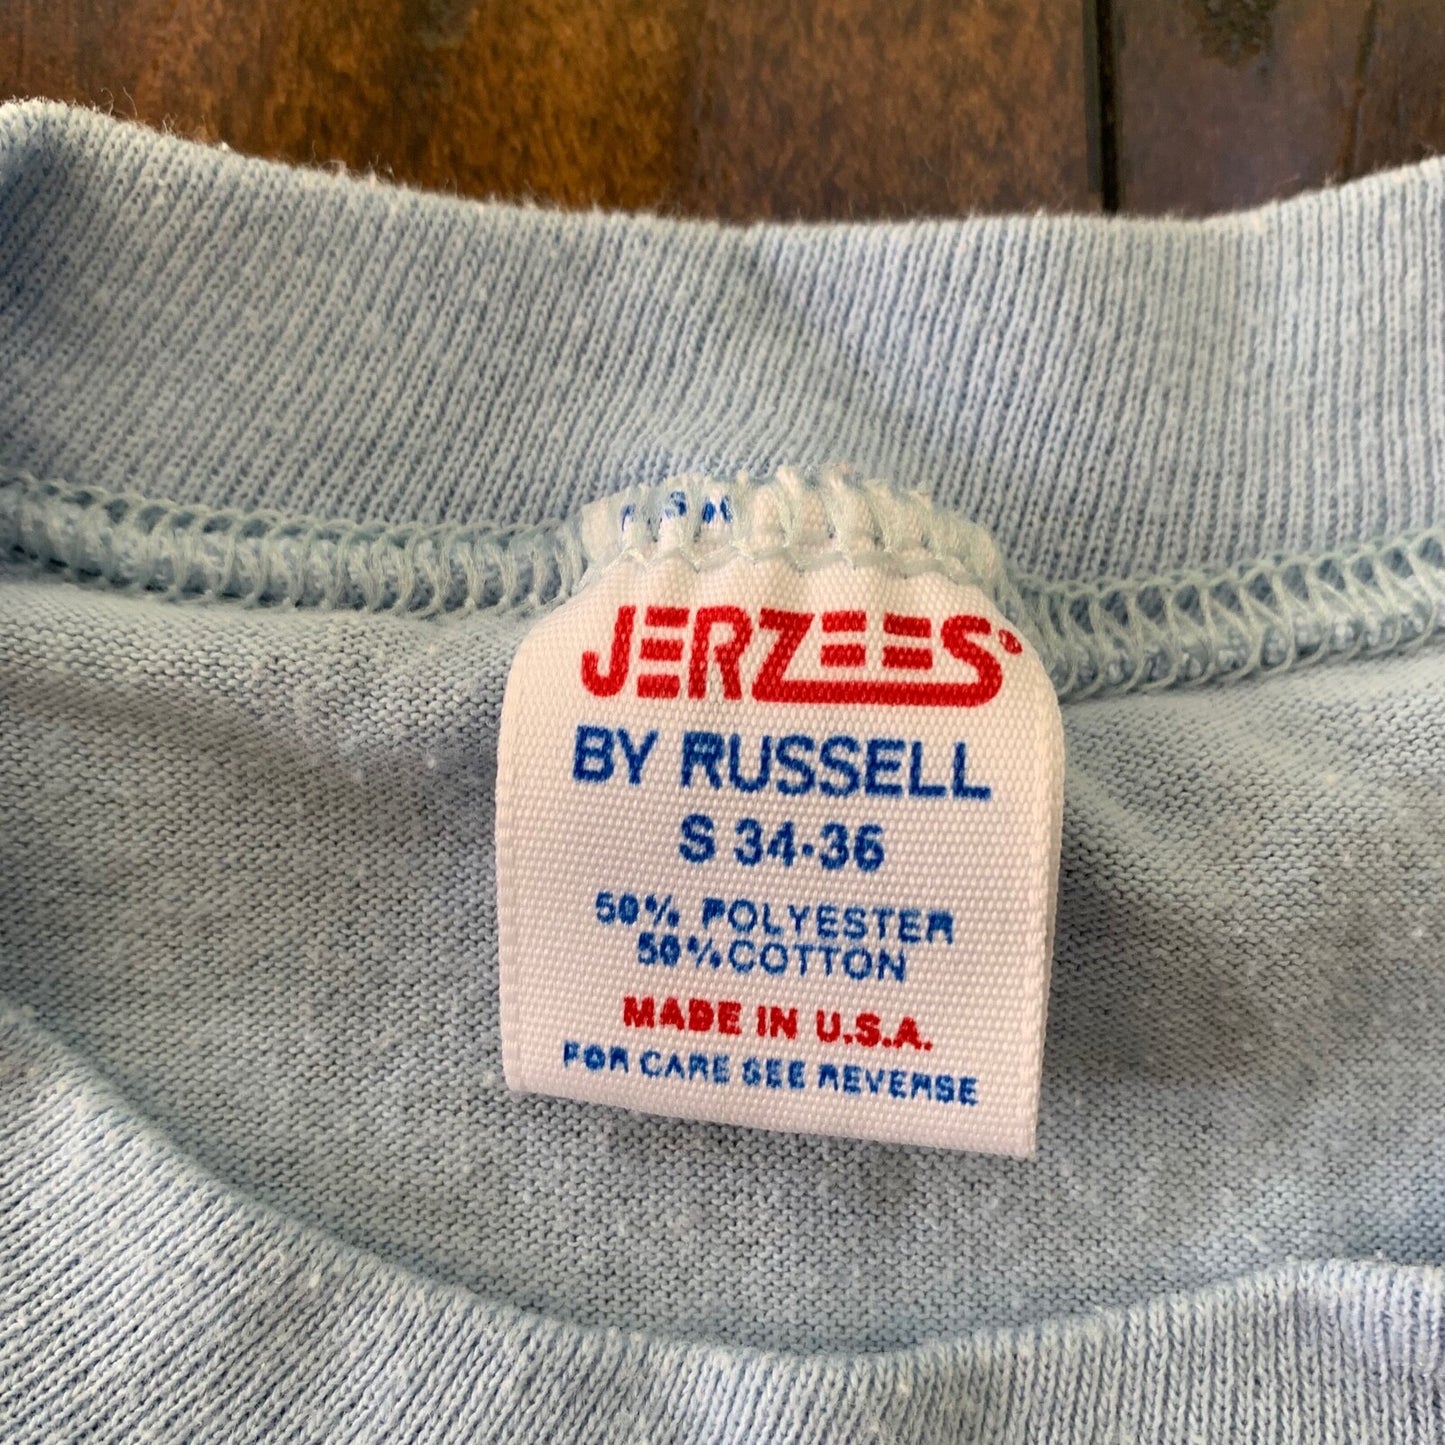 JERZEES®
BY RUSSELL
S 34-36
50% POLYESTER
50% COTTON
MADE IN U.S.A.
FOR CARE SEE REVERSE